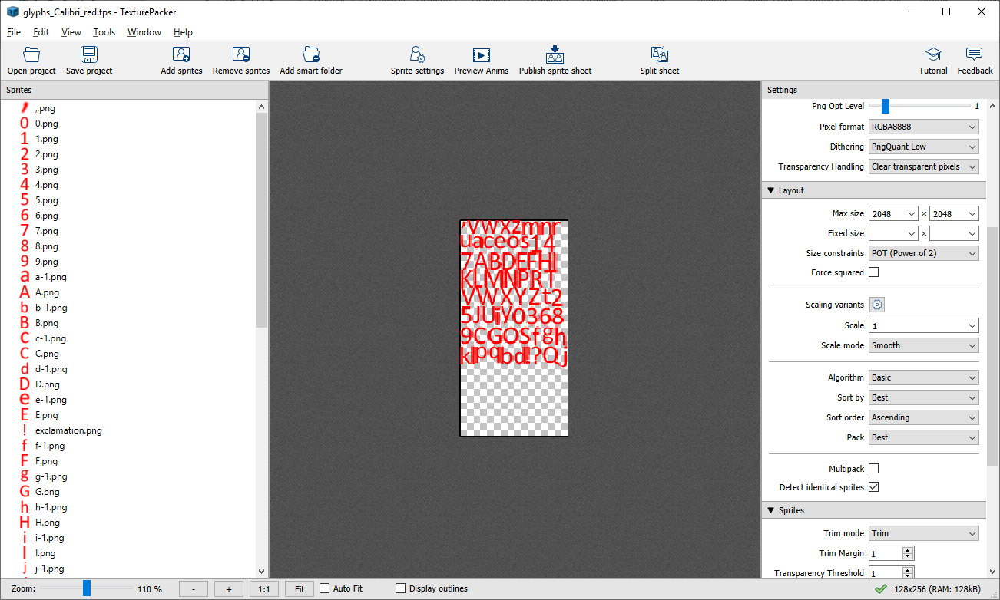 glyphs_Calibri_red.tps - TexturePacker
File Edit View Tools Window Help
Open project Save project Add sprites Remove sprites Add smart folder Sprite settings Preview Anims Publish sprite sheet Split sheet Tutorial Feedback
Sprites
,.png
0 0.png
1 1.png
2 2.png
3 3.png
4 4.png
5 5.png
6 6.png
7 7.png
8 8.png
9 9.png
a a-1.png
A A.png
b b-1.png
B B.png
c c-1.png
C C.png
d d-1.png
D D.png
e e-1.png
E E.png
! exclamation.png
f f-1.png
F F.png
g g-1.png
G G.png
h h-1.png
H H.png
i i-1.png
I I.png
j j-1.png
,vwxzmnr
uaceos14
7ABDEFHI
KLMNPRT
VWXYZt2
5JUiy0368
9CGOSfgh
klpqbd!?Qj
Settings
Png Opt Level 1
Pixel format RGBA8888
Dithering PngQuant Low
Transparency Handling Clear transparent pixels
Layout
Max size 2048 × 2048
Fixed size ×
Size constraints POT (Power of 2)
Force squared
Scaling variants
Scale 1
Scale mode Smooth
Algorithm Basic
Sort by Best
Sort order Ascending
Pack Best
Multipack
Detect identical sprites
Sprites
Trim mode Trim
Trim Margin 1
Transparency Threshold 1
Zoom: 110 % - + 1:1 Fit Auto Fit Display outlines 128x256 (RAM: 128kB)